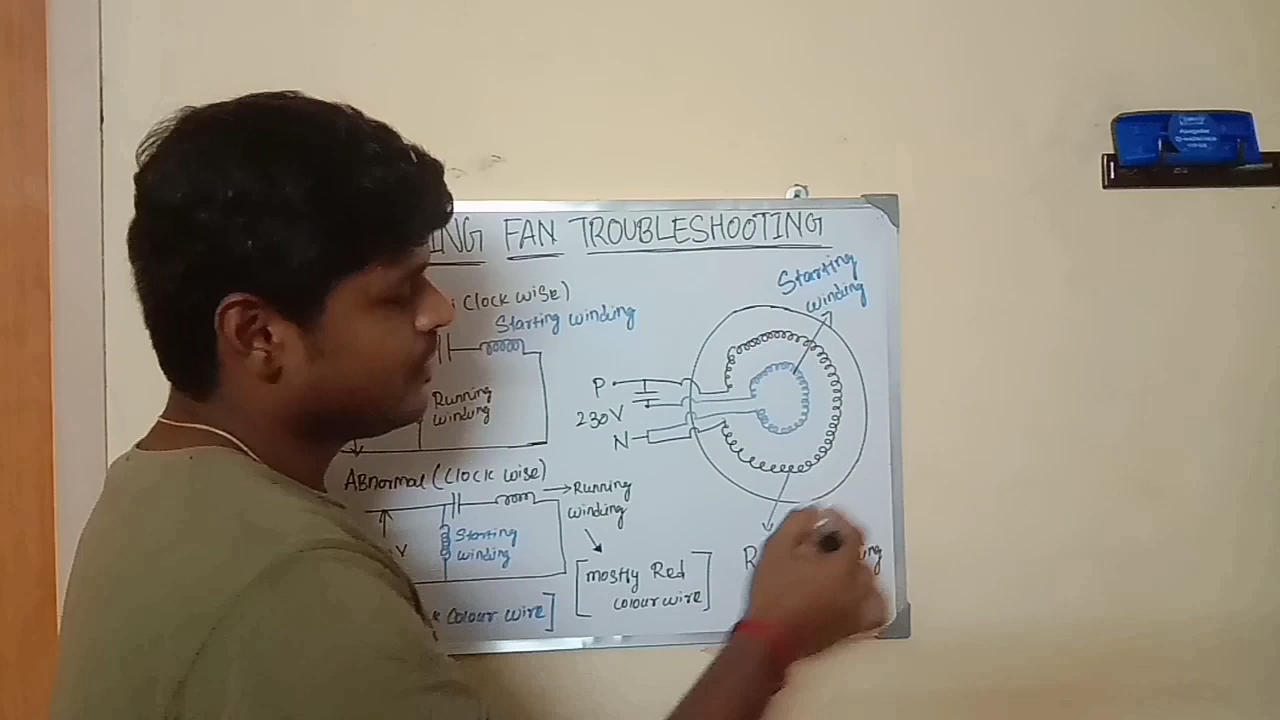 ING FAN TROUBLESHOOTING
i Clock wise)
Starting winding
Running
winding
Abnormal (Clock wise)
Running
winding
V
Starting
winding
Mostly Red
colour wire
Colour wire]
Starting
winding
P
230V
N
R